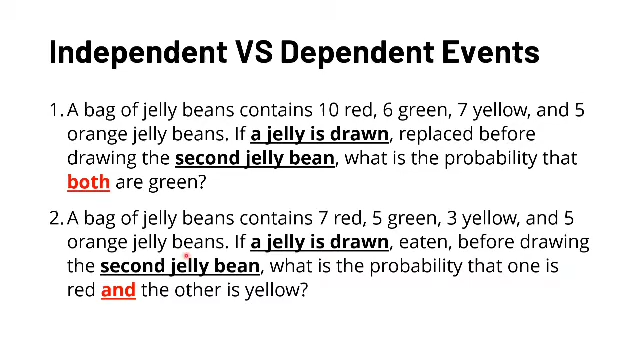 Independent VS Dependent Events
1. A bag of jelly beans contains 10 red, 6 green, 7 yellow, and 5
orange jelly beans. If a jelly is drawn, replaced before
drawing the second jelly bean, what is the probability that
both are green?
2. A bag of jelly beans contains 7 red, 5 green, 3 yellow, and 5
orange jelly beans. If a jelly is drawn, eaten, before drawing
the second jelly bean, what is the probability that one is
red and the other is yellow?